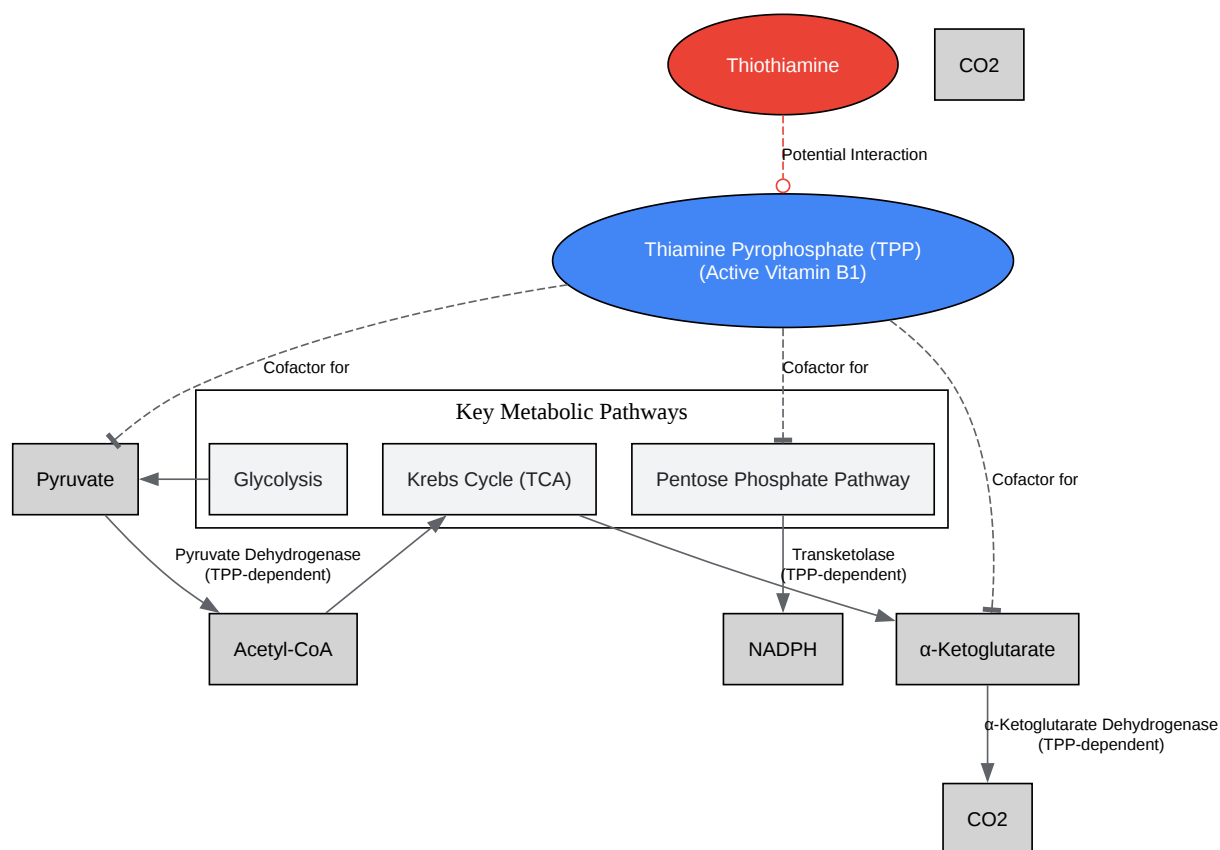 Thiothiamine
CO2
Potential Interaction
Thiamine Pyrophosphate (TPP)
(Active Vitamin B1)
Cofactor for
Cofactor for
Key Metabolic Pathways
Pyruvate
Glycolysis
Krebs Cycle (TCA)
Pentose Phosphate Pathway
Cofactor for
Pyruvate Dehydrogenase
(TPP-dependent)
Transketolase
(TPP-dependent)
Acetyl-CoA
NADPH
α-Ketoglutarate
α-Ketoglutarate Dehydrogenase
(TPP-dependent)
CO2